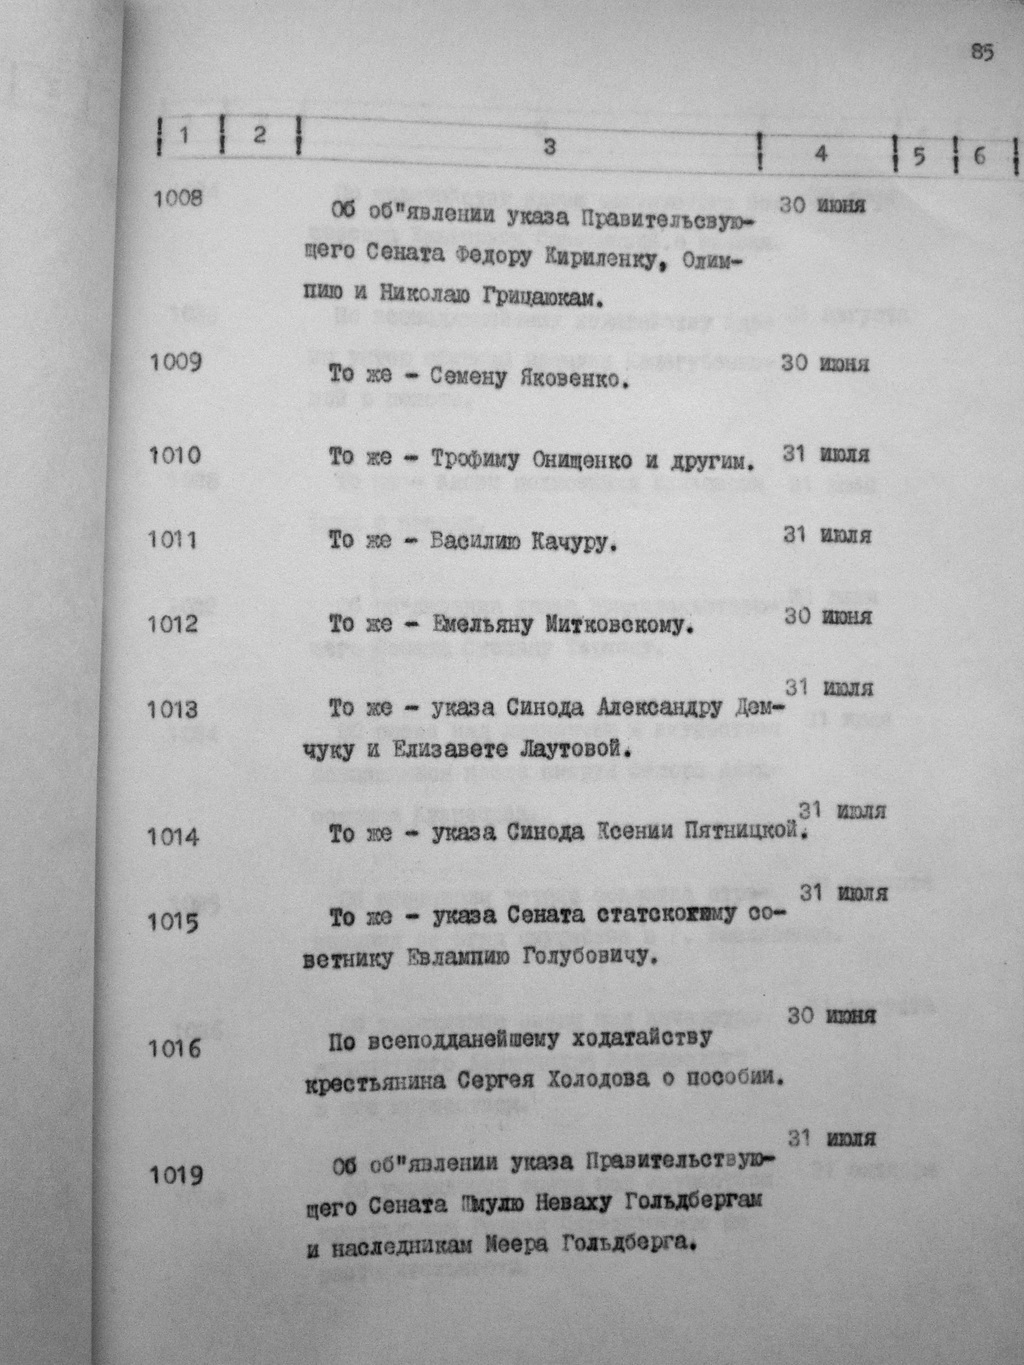 85
1 2 3 4 5 6
1008 Об об"явлении указа Правительсвую- 30 июня
щего Сената Федору Кириленку, Олим-
пию и Николаю Грицаюкам.
1009 То же - Семену Яковенко. 30 июня
1010 То же - Трофиму Онищенко и другим. 31 июля
1011 То же - Василию Качуру. 31 июля
1012 То же - Емельяну Митковскому. 30 июня
1013 То же - указа Синода Александру Дем- 31 июля
чуку и Елизавете Лаутовой.
1014 То же - указа Синода Ксении Пятницкой. 31 июля
1015 То же - указа Сената статскому со- 31 июля
ветнику Евлампию Голубовичу.
1016 По всеподданейшему ходатайству 30 июня
крестьянина Сергея Холодова о пособии.
1019 Об об"явлении указа Правительствую- 31 июля
щего Сената Шмулю Неваху Гольдбергам
и наследникам Меера Гольдберга.